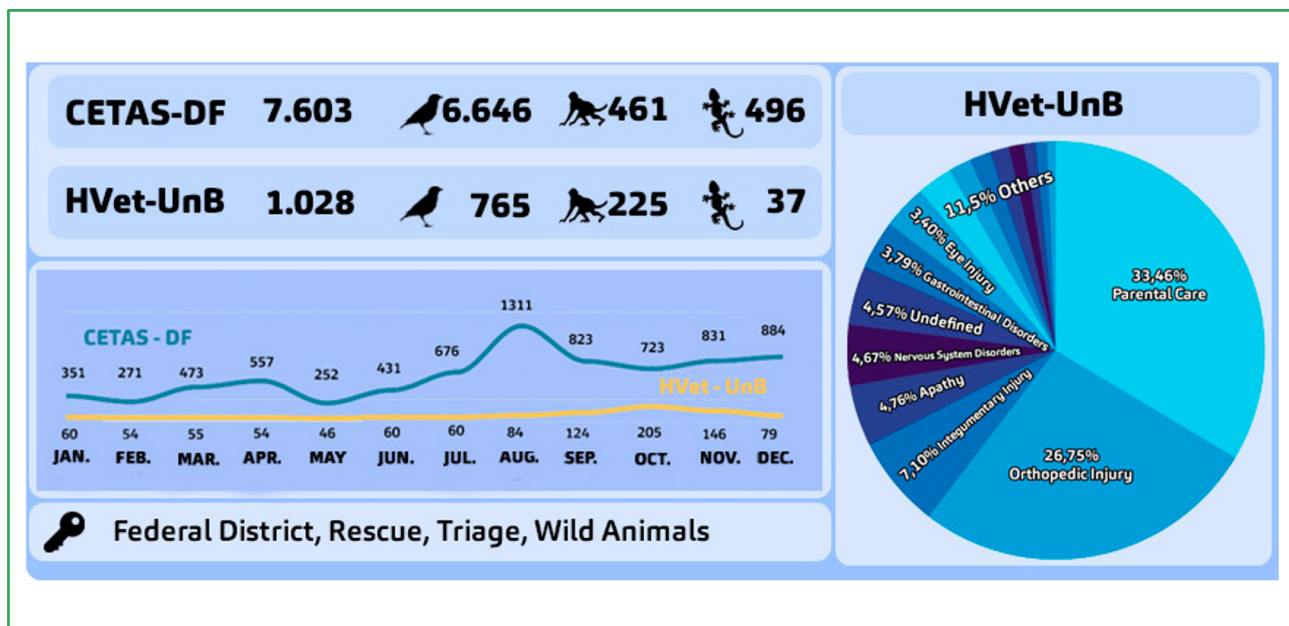 CETAS-DF 7.603 6.646 461 496
HVet-UnB 1.028 765 225 37
CETAS - DF
HVet - UnB
351 271 473 557 252 431 676 1311 823 723 831 884
60 54 55 54 46 60 60 84 124 205 146 79
JAN. FEB. MAR. APR. MAY JUN. JUL. AUG. SEP. OCT. NOV. DEC.
Federal District, Rescue, Triage, Wild Animals
HVet-UnB
33,46%
Parental Care
26,75%
Orthopedic Injury
7,10% Integumentary Injury
4,76% Apathy
4,67% Nervous System Disorders
4,57% Undefined
3,79% Gastrointestinal Disorders
3,40% Eye Injury
11,5% Others